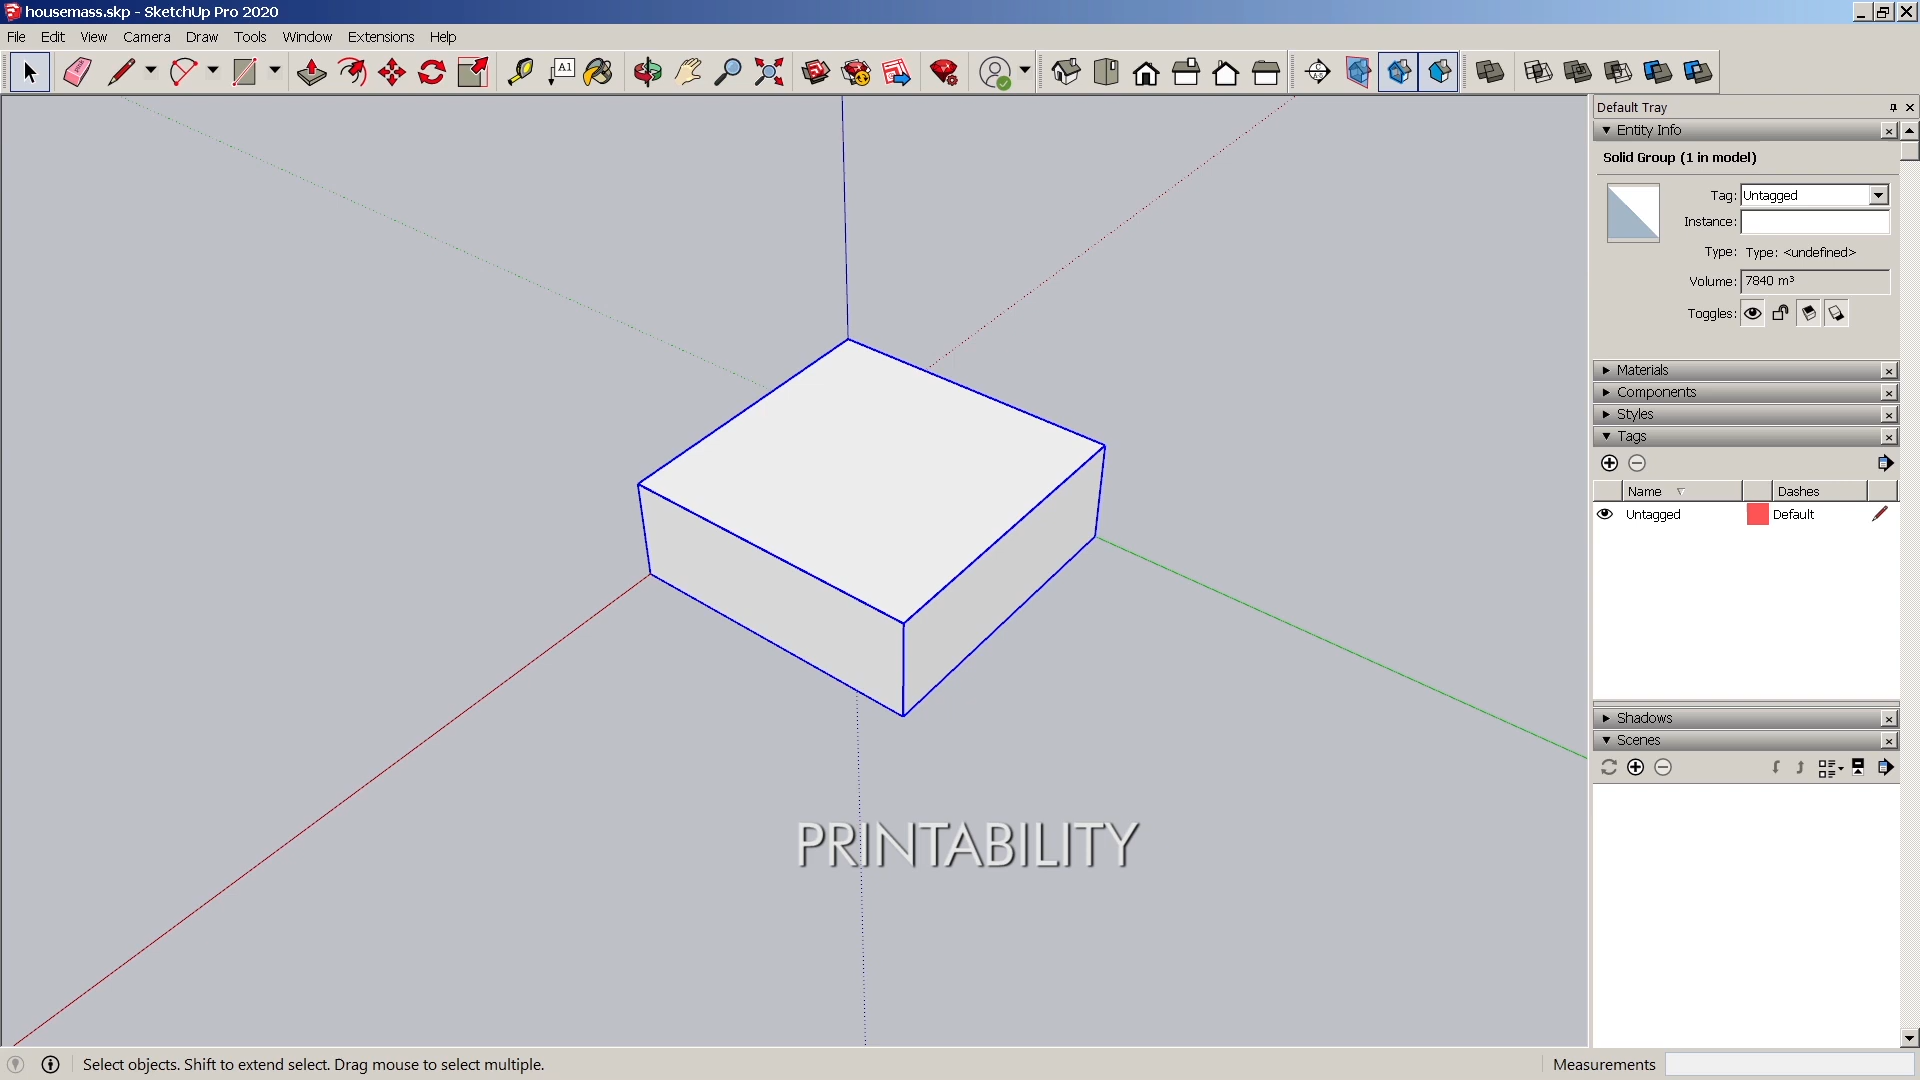 housemass.skp - SketchUp Pro 2020
File Edit View Camera Draw Tools Window Extensions Help
A1
Default Tray
Entity Info
Solid Group (1 in model)
Tag: Untagged
Instance:
Type: Type: <undefined>
Volume: 7840 m³
Toggles:
Materials
Components
Styles
Tags
Name Dashes
Untagged Default
Shadows
Scenes
PRINTABILITY
Select objects. Shift to extend select. Drag mouse to select multiple. Measurements